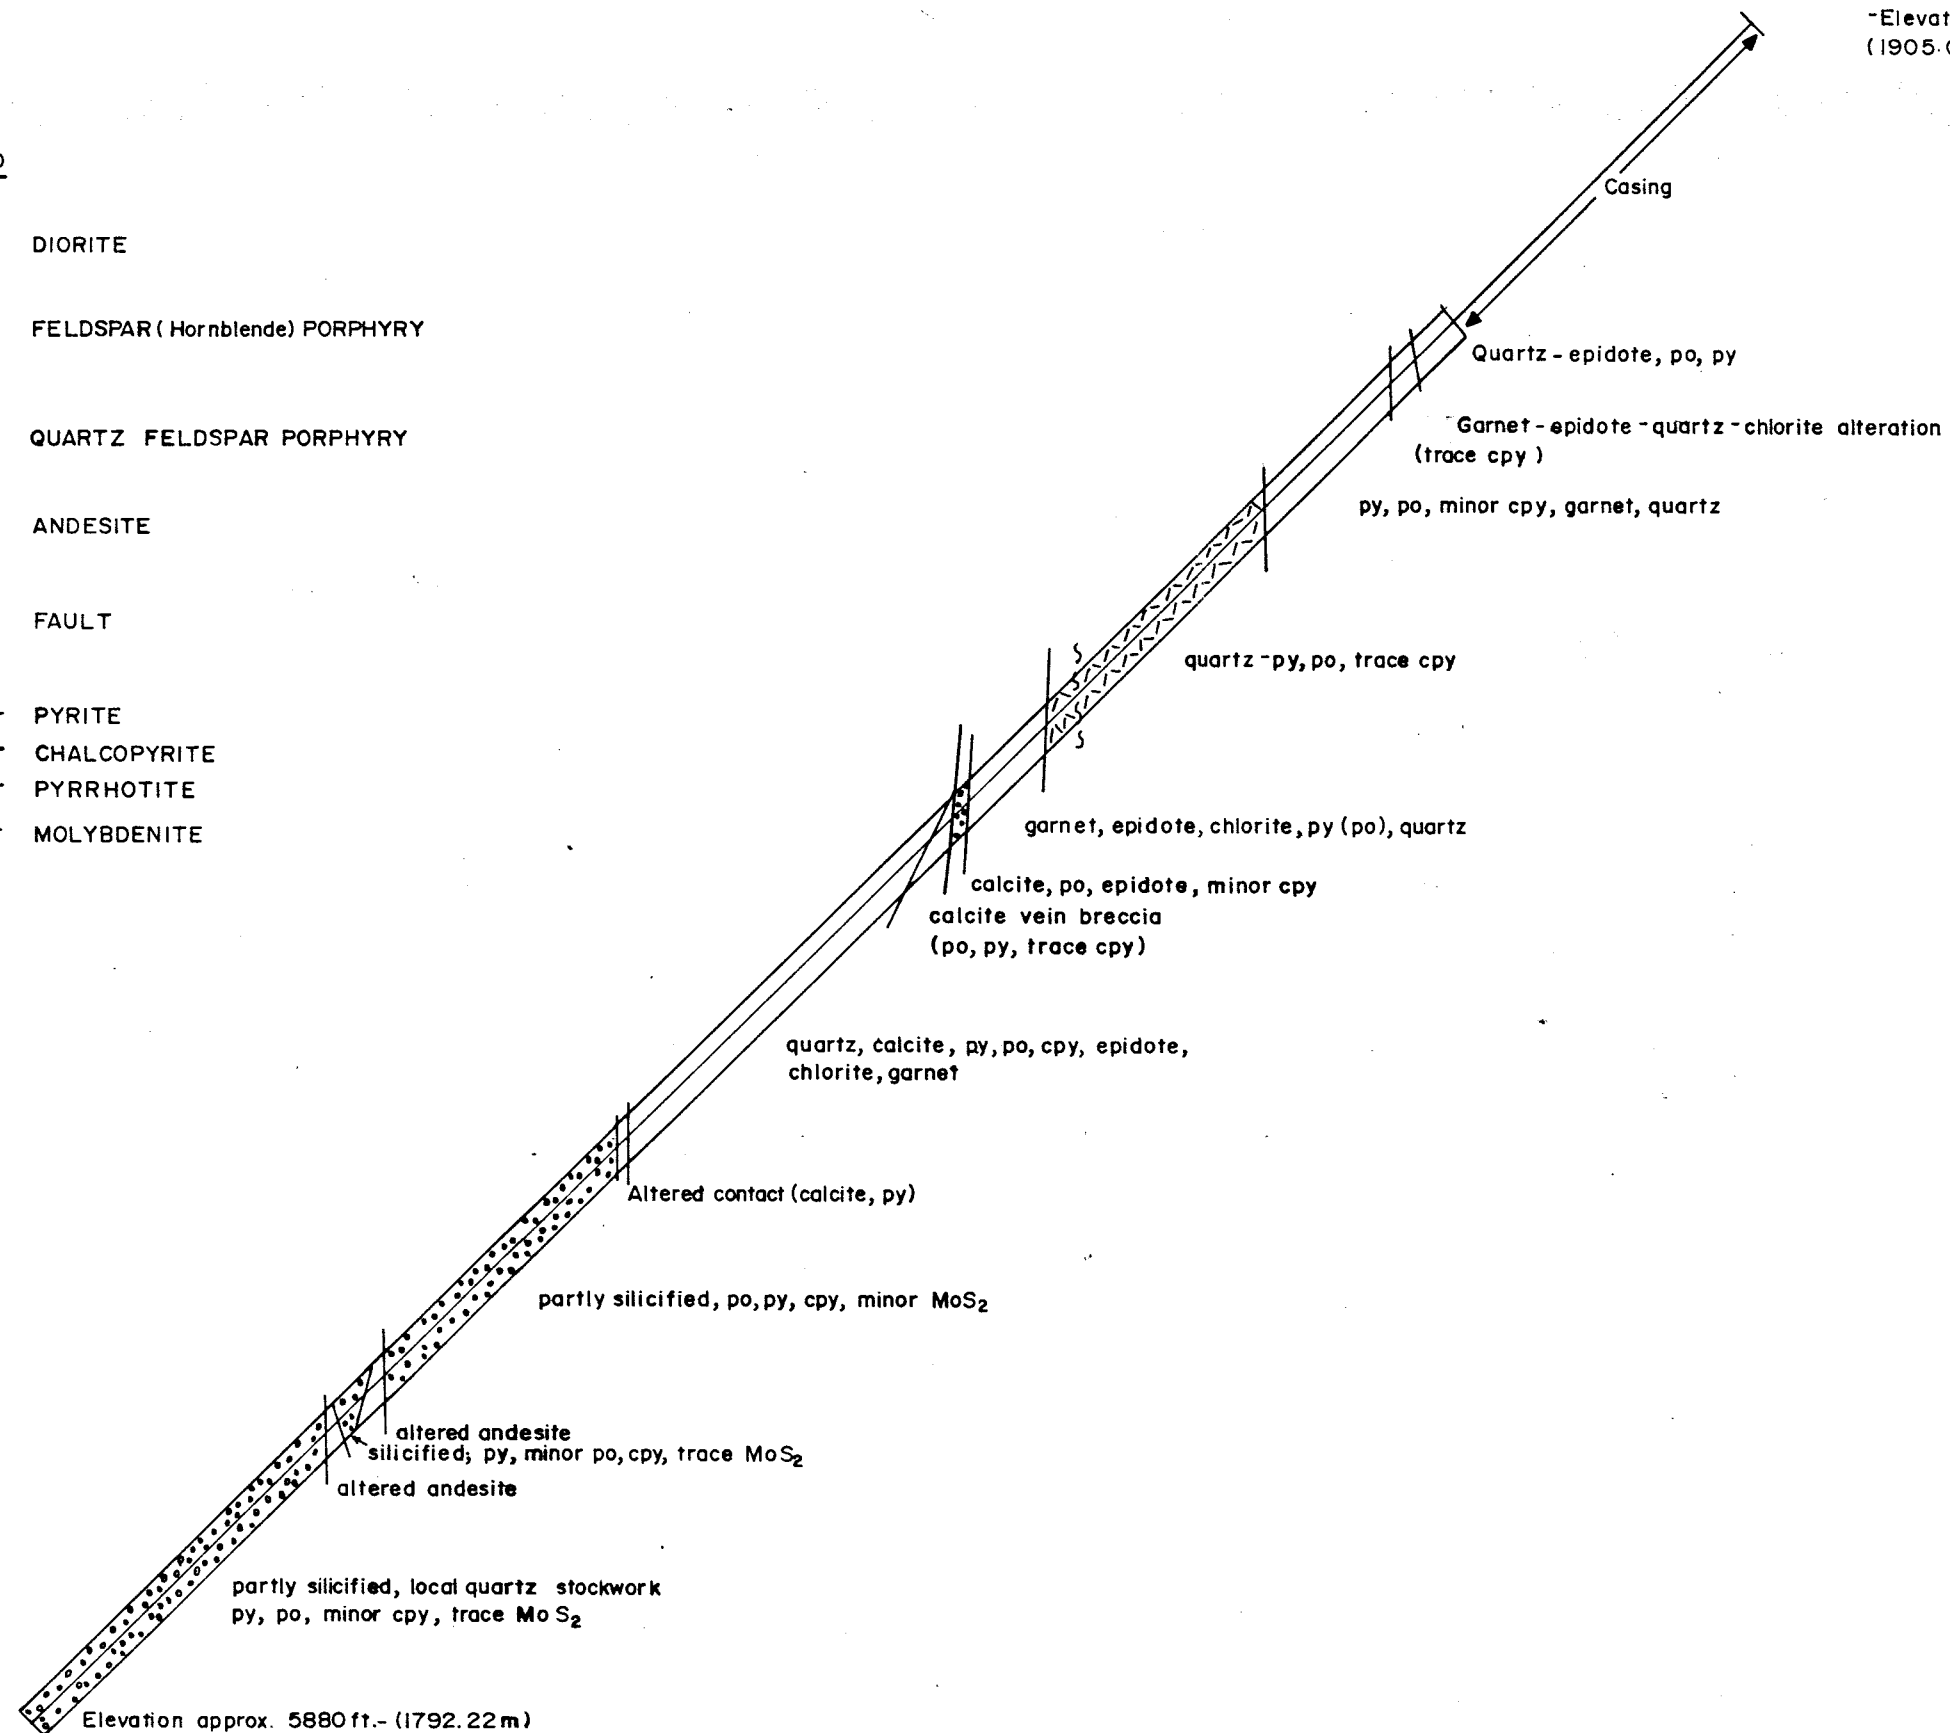 DIORITE
FELDSPAR (Hornblende) PORPHYRY
QUARTZ FELDSPAR PORPHYRY
ANDESITE
FAULT
PYRITE
CHALCOPYRITE
PYRRHOTITE
MOLYBDENITE
Casing
Quartz - epidote, po, py
Garnet - epidote - quartz - chlorite alteration
(trace cpy )
py, po, minor cpy, garnet, quartz
quartz - py, po, trace cpy
garnet, epidote, chlorite, py (po), quartz
calcite, po, epidote, minor cpy
calcite vein breccia
(po, py, trace cpy)
quartz, calcite, py, po, cpy, epidote,
chlorite, garnet
Altered contact (calcite, py)
partly silicified, po, py, cpy, minor MoS₂
altered andesite
silicified; py, minor po, cpy, trace MoS₂
altered andesite
partly silicified, local quartz stockwork
py, po, minor cpy, trace MoS₂
Elevation approx. 5880 ft. - (1792.22 m)